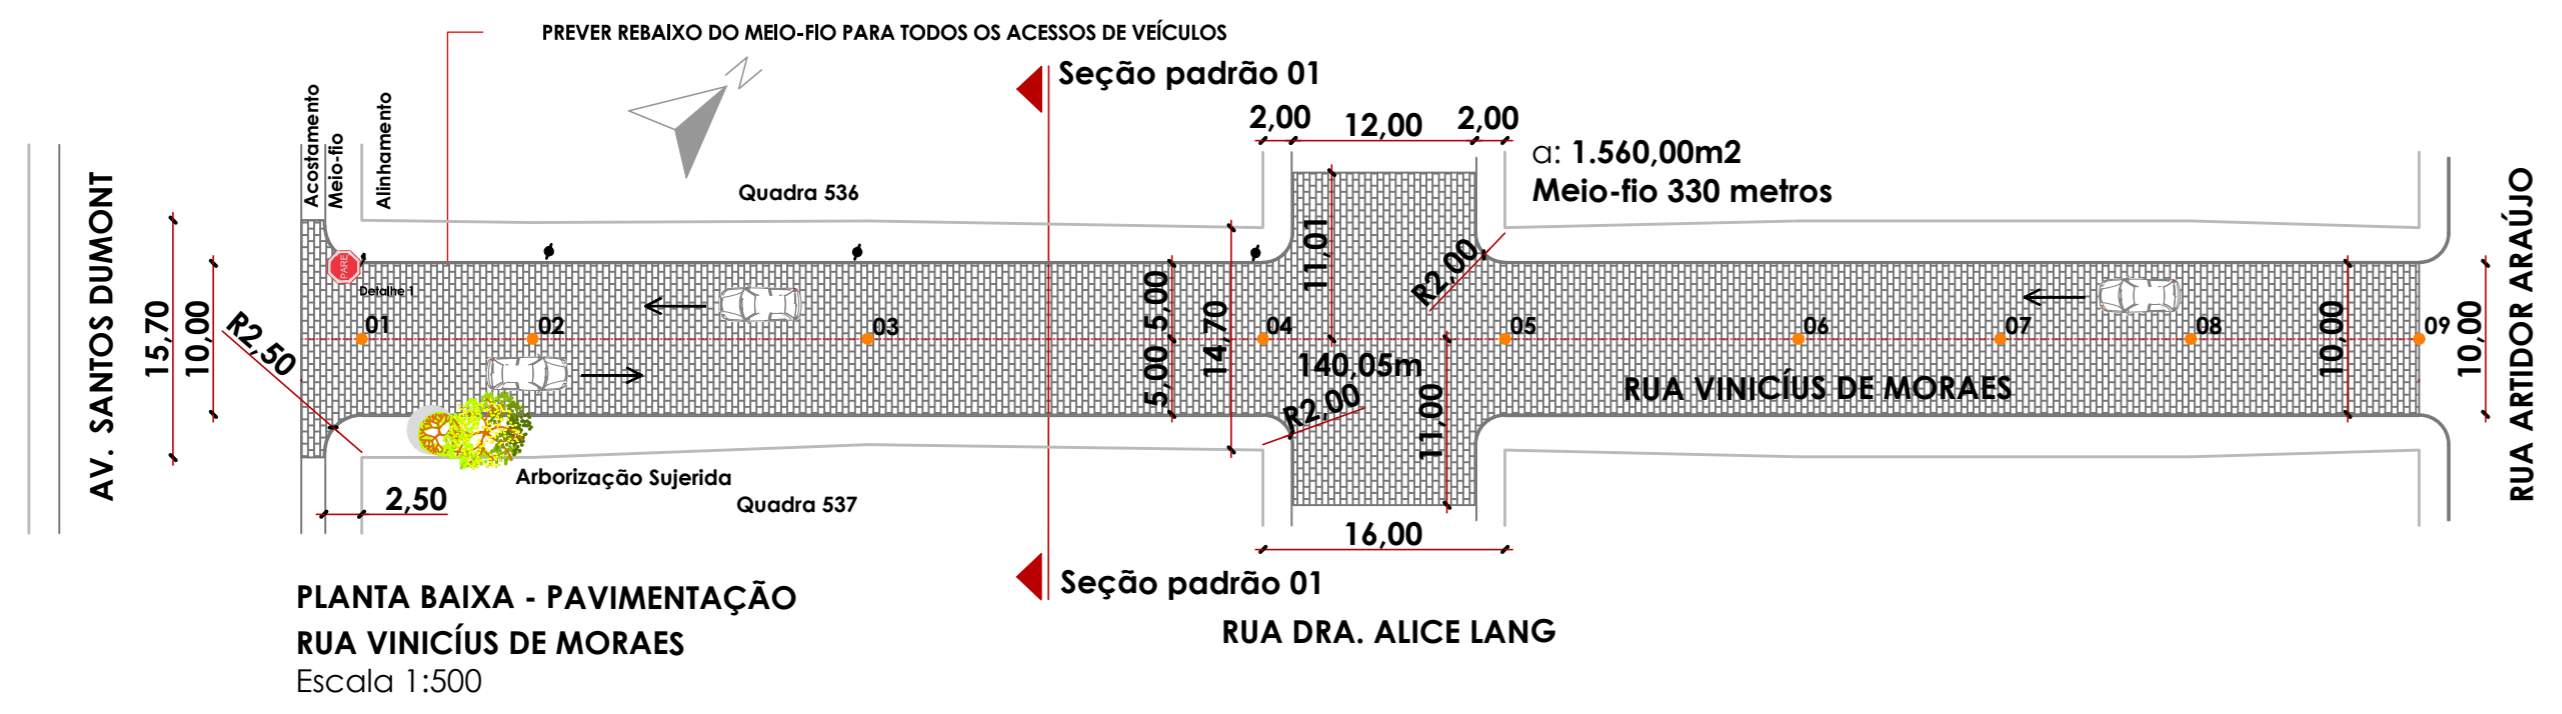 PREVER REBAIXO DO MEIO-FIO PARA TODOS OS ACESSOS DE VEÍCULOS
N
Seção padrão 01
Acostamento
Meio-fio
Alinhamento
2,00
12,00
2,00
a: 1.560,00m2
Meio-fio 330 metros
Quadra 536
AV. SANTOS DUMONT
15,70
10,00
R2,50
PARE
Detalhe 1
01
02
03
5,00
5,00
14,70
04
11,01
R2,00
05
06
07
08
09
10,00
10,00
140,05m
R2,00
11,00
RUA VINICÍUS DE MORAES
RUA ARTIDOR ARAÚJO
Arborização Sujerida
2,50
Quadra 537
16,00
Seção padrão 01
PLANTA BAIXA - PAVIMENTAÇÃO
RUA VINICÍUS DE MORAES
Escala 1:500
RUA DRA. ALICE LANG